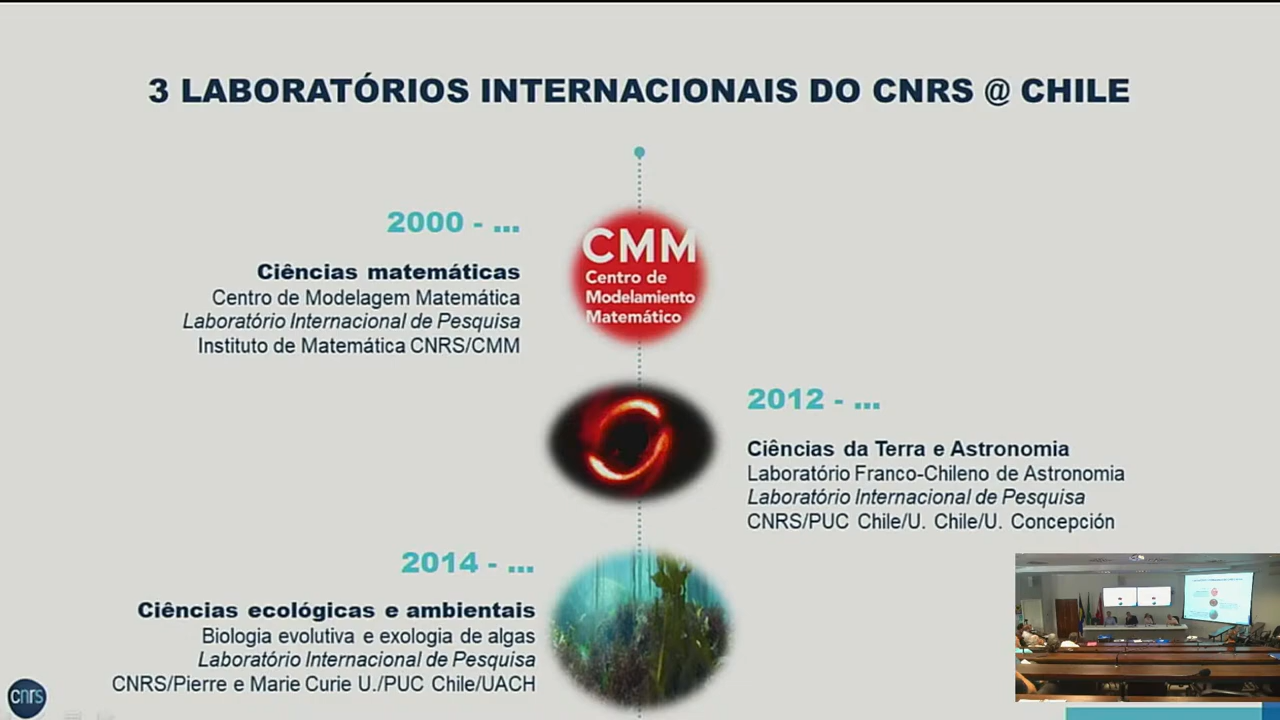 3 LABORATÓRIOS INTERNACIONAIS DO CNRS @ CHILE
2000 - ...
Ciências matemáticas
Centro de Modelagem Matemática
Laboratório Internacional de Pesquisa
Instituto de Matemática CNRS/CMM
CMM
Centro de
Modelamiento
Matemático
2012 - ...
Ciências da Terra e Astronomia
Laboratório Franco-Chileno de Astronomia
Laboratório Internacional de Pesquisa
CNRS/PUC Chile/U. Chile/U. Concepción
2014 - ...
Ciências ecológicas e ambientais
Biologia evolutiva e exologia de algas
Laboratório Internacional de Pesquisa
CNRS/Pierre e Marie Curie U./PUC Chile/UACH
cnrs